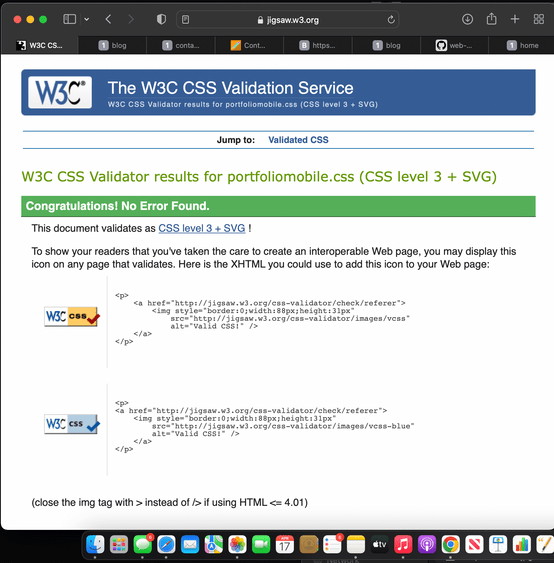 jigsaw.w3.org
W3C CS...
1 blog
1 conta...
Cont...
B https...
1 blog
web-...
1 home
W3C®
The W3C CSS Validation Service
W3C CSS Validator results for portfoliomobile.css (CSS level 3 + SVG)
Jump to: Validated CSS
W3C CSS Validator results for portfoliomobile.css (CSS level 3 + SVG)
Congratulations! No Error Found.
This document validates as CSS level 3 + SVG !
To show your readers that you've taken the care to create an interoperable Web page, you may display this
icon on any page that validates. Here is the XHTML you could use to add this icon to your Web page:
W3C css
<p>
<a href="http://jigsaw.w3.org/css-validator/check/referer">
<img style="border:0;width:88px;height:31px"
src="http://jigsaw.w3.org/css-validator/images/vcss"
alt="Valid CSS!" />
</a>
</p>
W3C css
<p>
<a href="http://jigsaw.w3.org/css-validator/check/referer">
<img style="border:0;width:88px;height:31px"
src="http://jigsaw.w3.org/css-validator/images/vcss-blue"
alt="Valid CSS!" />
</a>
</p>
(close the img tag with > instead of /> if using HTML <= 4.01)
17
tv